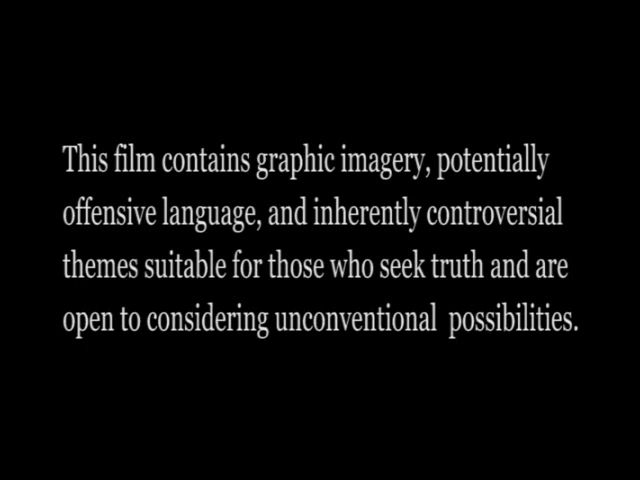 This film contains graphic imagery, potentially
offensive language, and inherently controversial
themes suitable for those who seek truth and are
open to considering unconventional  possibilities.